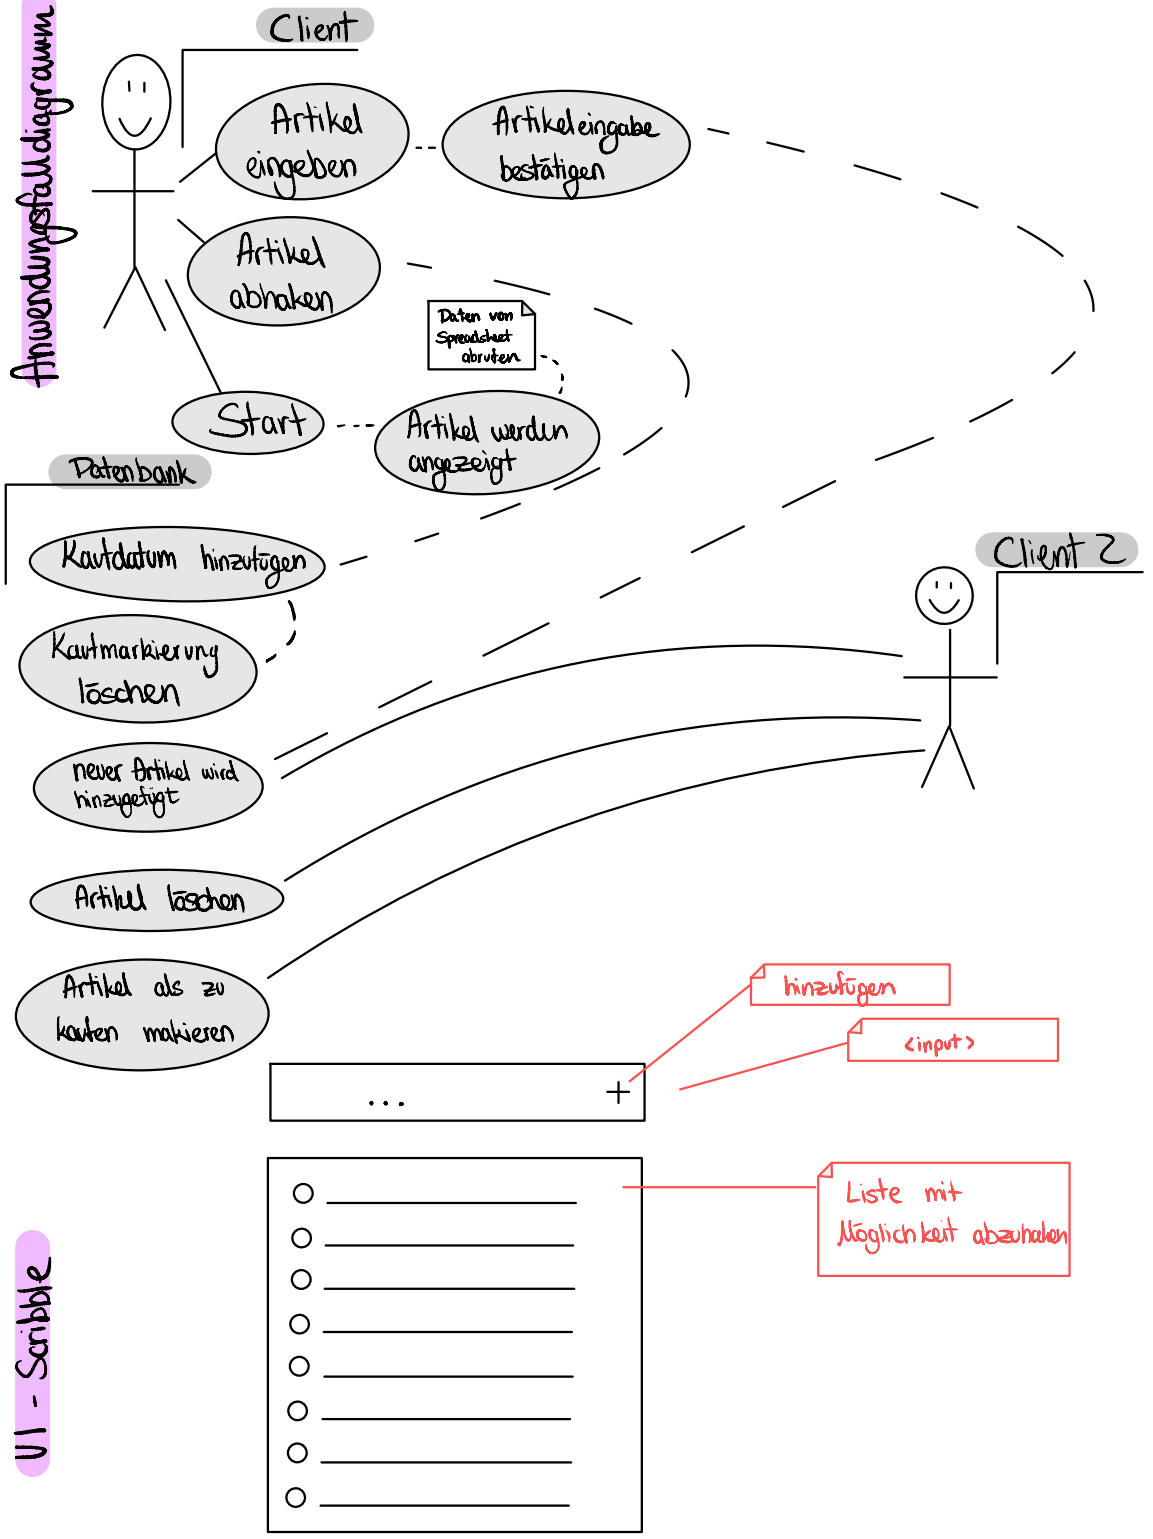 Anwendungsfalldiagramm
Client
Artikel
eingeben
Artikeleingabe
bestätigen
Artikel
abhaken
Daten von
Spreadsheet
abrufen
Start
Artikel werden
angezeigt
Datenbank
Kaufdatum hinzufügen
Client 2
Kaufmarkierung
löschen
neuer Artikel wird
hinzugefügt
Artikel löschen
Artikel als zu
kaufen makieren
hinzufügen
<input>
... +
Liste mit
Möglichkeit abzuhaken
UI - Scribble